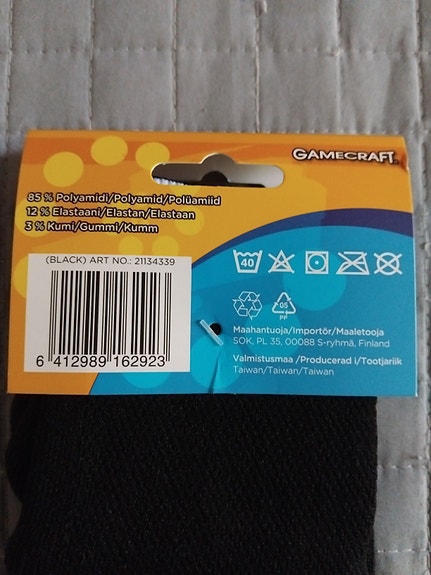 GAMECRAFT
85 % Polyamidi/Polyamid/Polüamiid
12 % Elastaani/Elastan/Elastaan
3 % Kumi/Gummi/Kumm
(BLACK) ART NO.: 21134339
40
05
PP
Maahantuoja/Importör/Maaletooja
SOK, PL 35, 00088 S-ryhmä, Finland
Valmistusmaa /Producerad i/Tootjariik
Taiwan/Taiwan/Taiwan
6 412989 162923